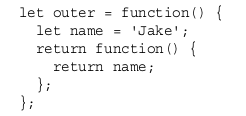 let outer = function() {
  let name = 'Jake';
  return function() {
    return name;
  };
};